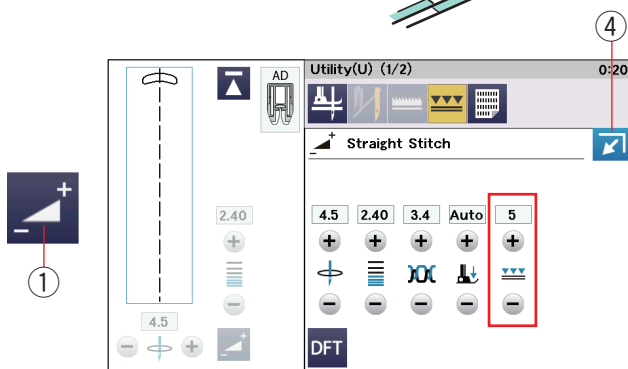 ④
AD
Utility(U) (1/2) 0:20
Straight Stitch
①
2.40
4.5 2.40 3.4 Auto 5
4.5
DFT